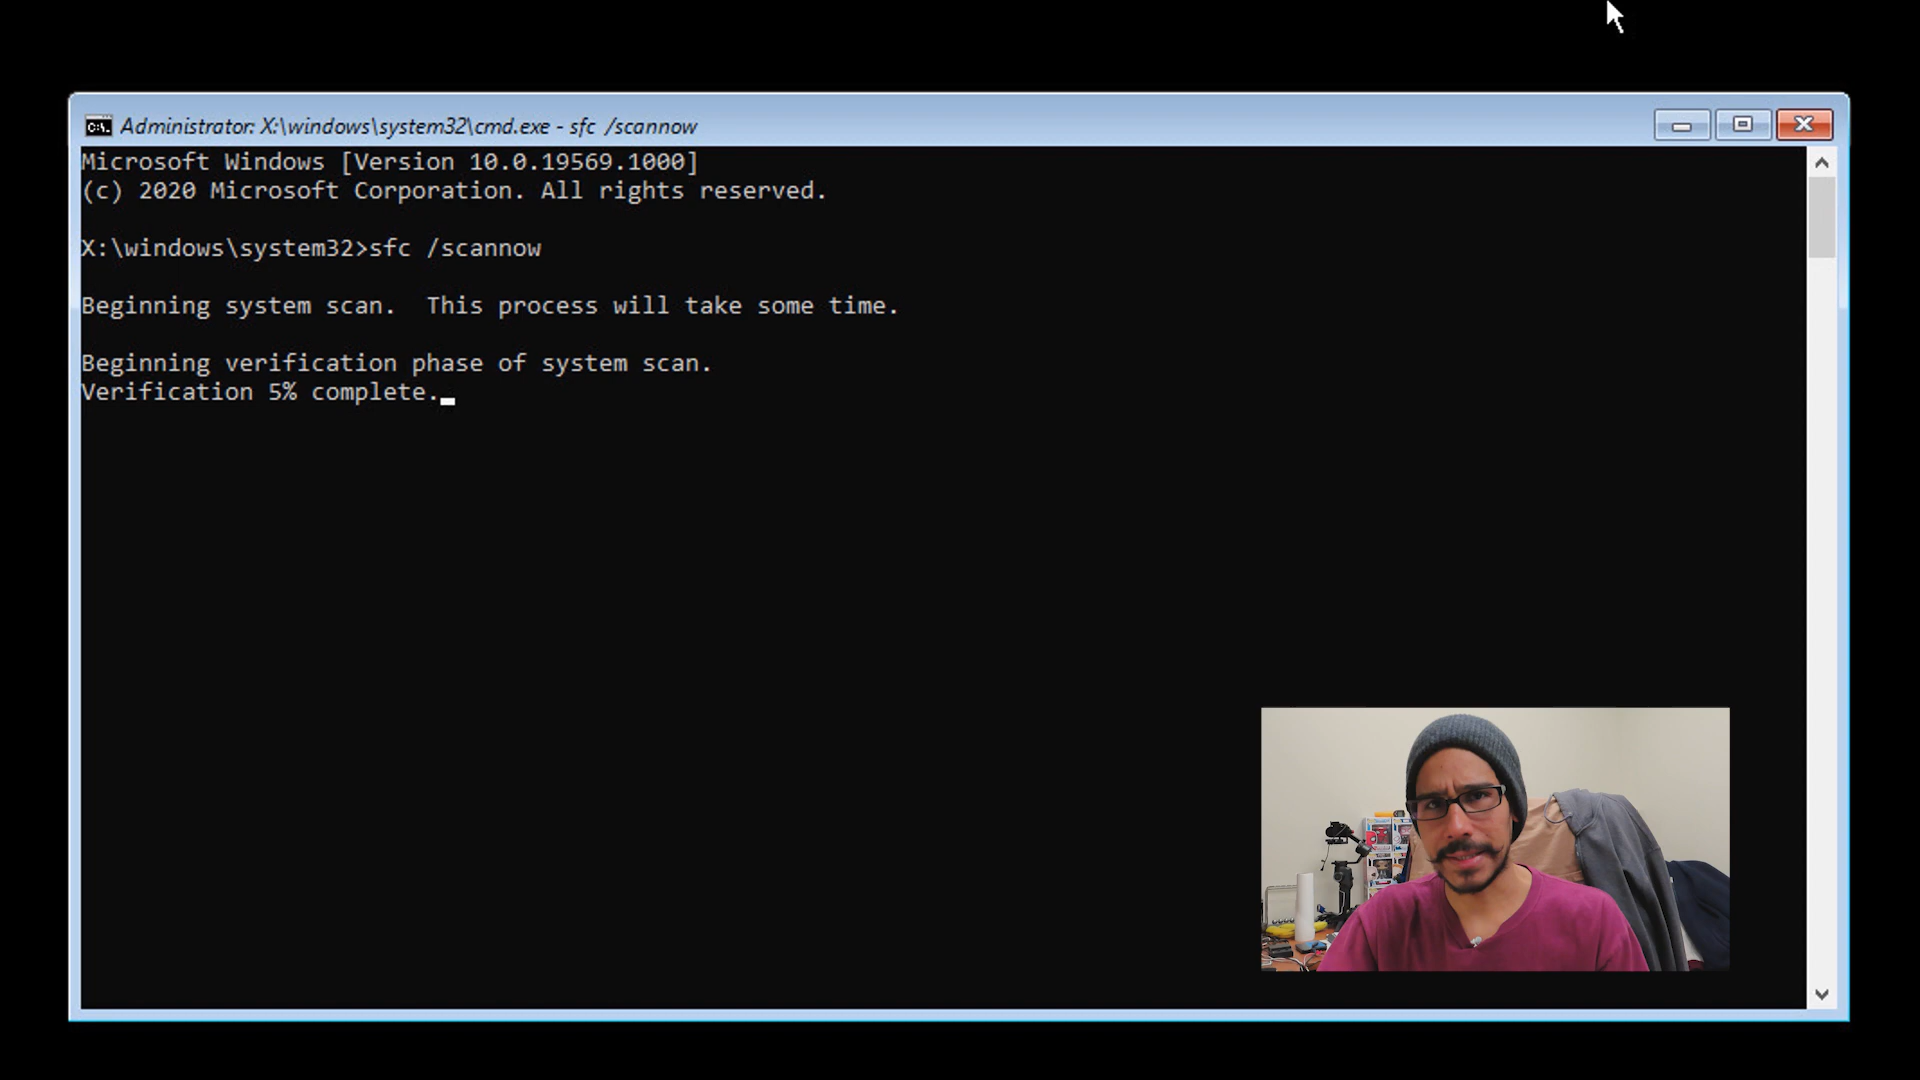 Administrator: X:\windows\system32\cmd.exe - sfc /scannow
Microsoft Windows [Version 10.0.19569.1000]
(c) 2020 Microsoft Corporation. All rights reserved.
X:\windows\system32>sfc /scannow
Beginning system scan.  This process will take some time.
Beginning verification phase of system scan.
Verification 5% complete.